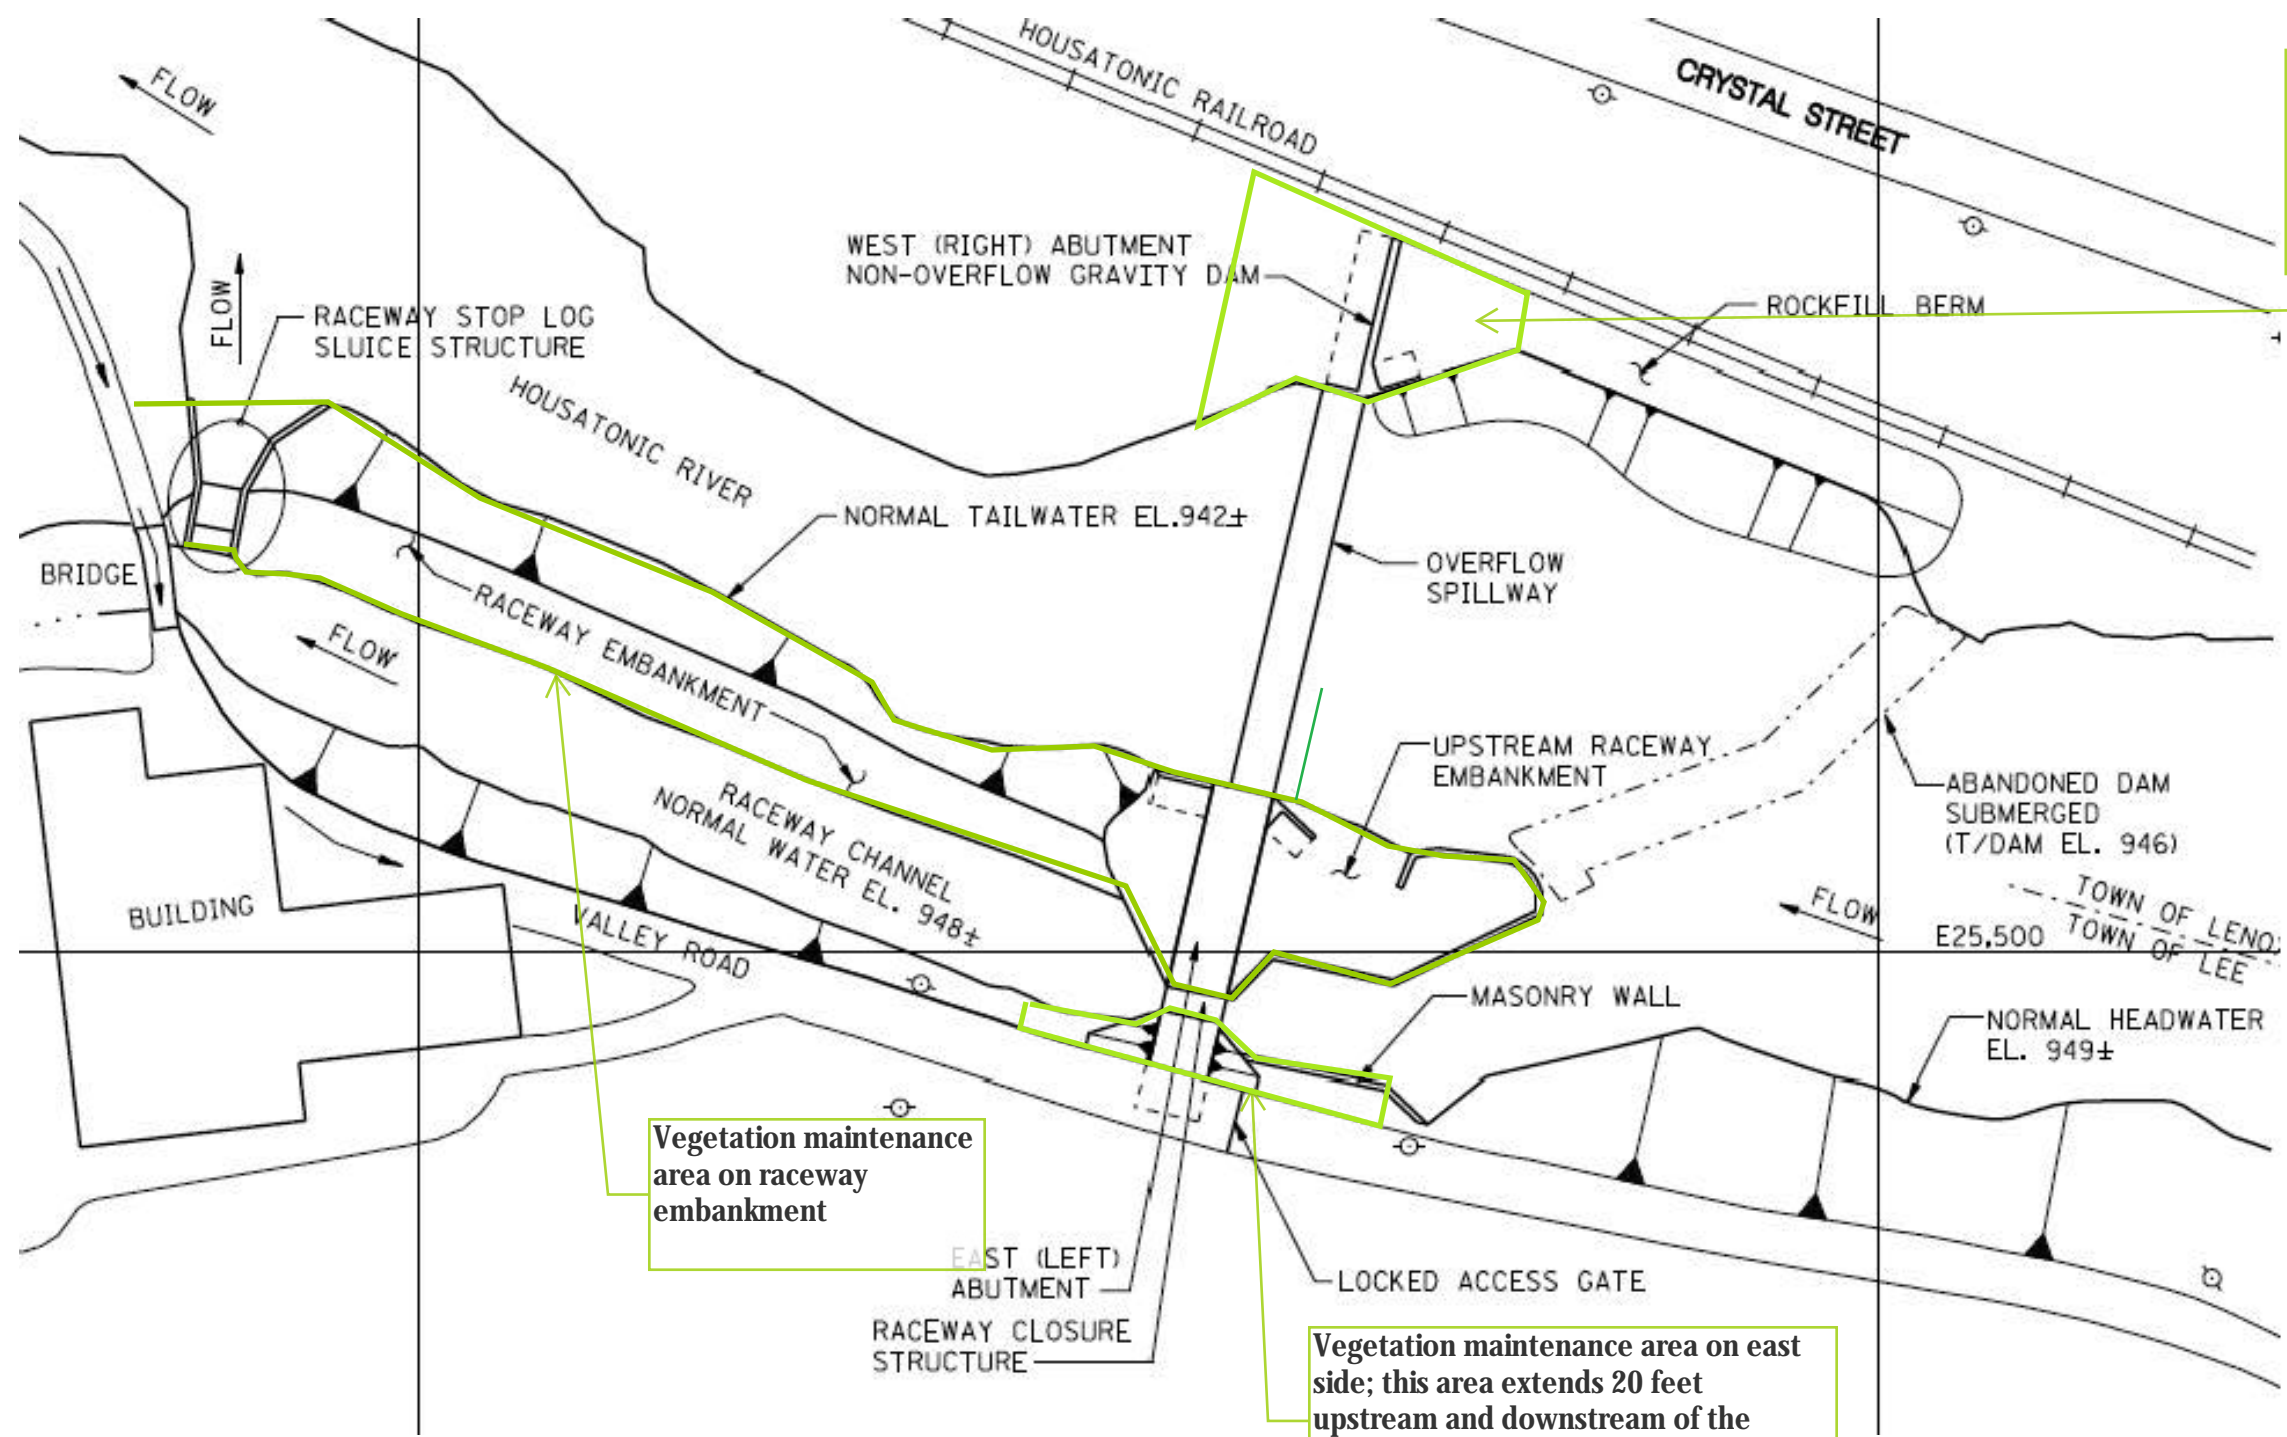 HOUSATONIC RAILROAD
CRYSTAL STREET
FLOW
WEST (RIGHT) ABUTMENT
NON-OVERFLOW GRAVITY DAM
FLOW
RACEWAY STOP LOG
SLUICE STRUCTURE
ROCKFILL BERM
HOUSATONIC RIVER
NORMAL TAILWATER EL.942±
OVERFLOW
SPILLWAY
BRIDGE
RACEWAY EMBANKMENT
FLOW
UPSTREAM RACEWAY
EMBANKMENT
ABANDONED DAM
SUBMERGED
(T/DAM EL. 946)
RACEWAY CHANNEL
NORMAL WATER EL. 948±
BUILDING
VALLEY ROAD
FLOW
TOWN OF LENO
E25,500
TOWN OF LEE
MASONRY WALL
NORMAL HEADWATER
EL. 949±
Vegetation maintenance
area on raceway
embankment
EAST (LEFT)
ABUTMENT
LOCKED ACCESS GATE
RACEWAY CLOSURE
STRUCTURE
Vegetation maintenance area on east
side; this area extends 20 feet
upstream and downstream of the